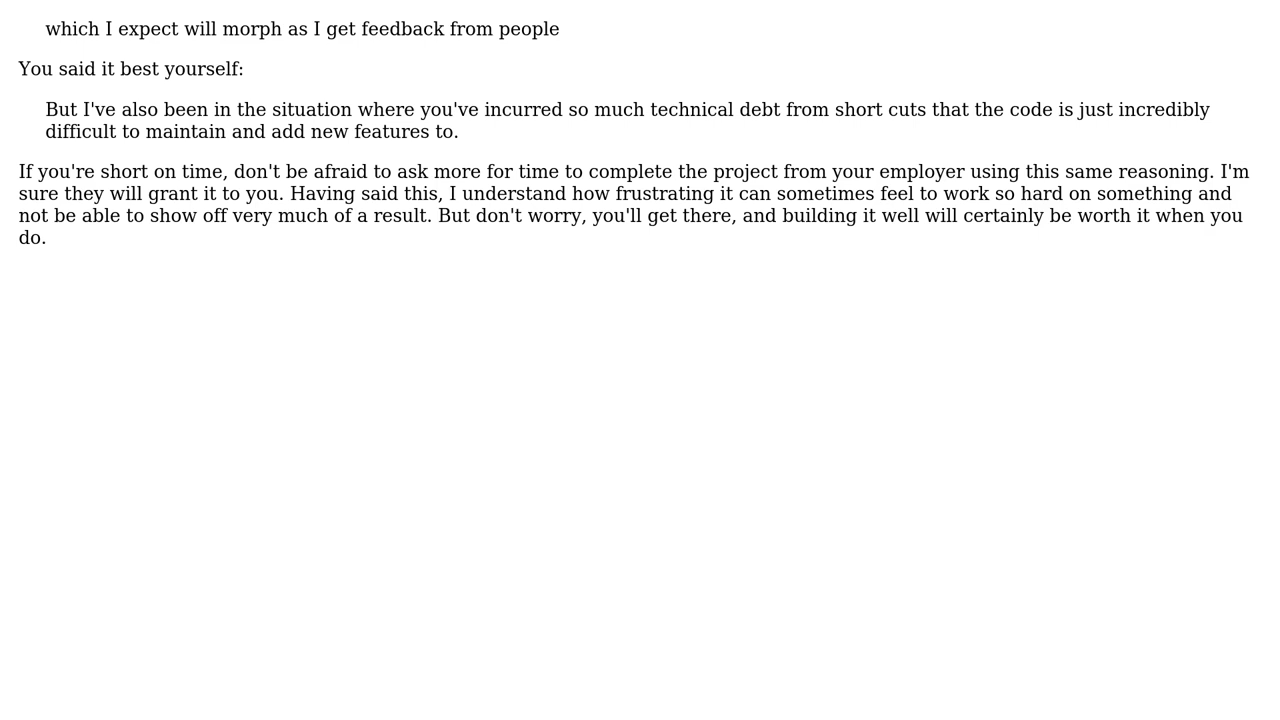 which I expect will morph as I get feedback from people
You said it best yourself:
But I've also been in the situation where you've incurred so much technical debt from short cuts that the code is just incredibly
difficult to maintain and add new features to.
If you're short on time, don't be afraid to ask more for time to complete the project from your employer using this same reasoning. I'm
sure they will grant it to you. Having said this, I understand how frustrating it can sometimes feel to work so hard on something and
not be able to show off very much of a result. But don't worry, you'll get there, and building it well will certainly be worth it when you
do.